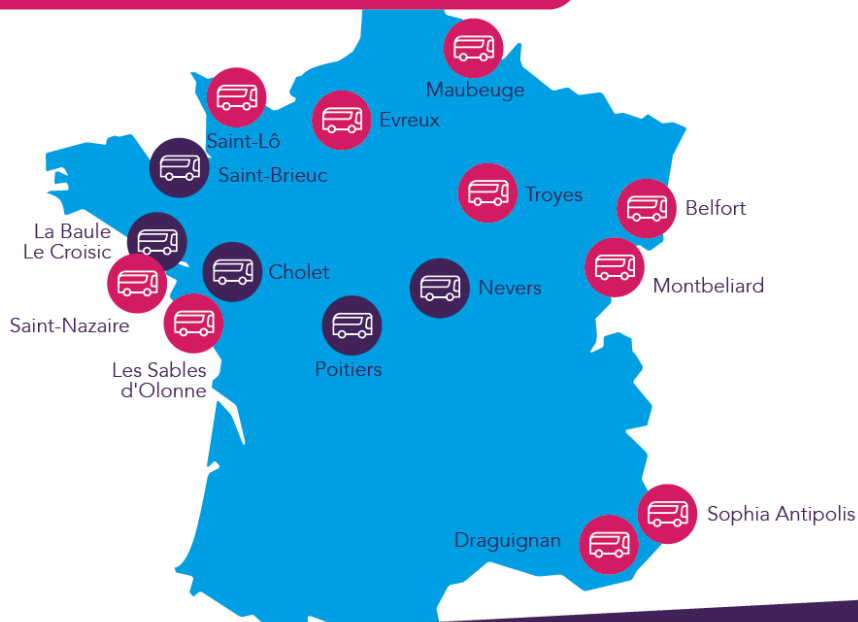 Maubeuge
Evreux
Saint-Lô
Saint-Brieuc
Troyes
Belfort
La Baule
Le Croisic
Cholet
Nevers
Montbeliard
Saint-Nazaire
Les Sables
d'Olonne
Poitiers
Sophia Antipolis
Draguignan